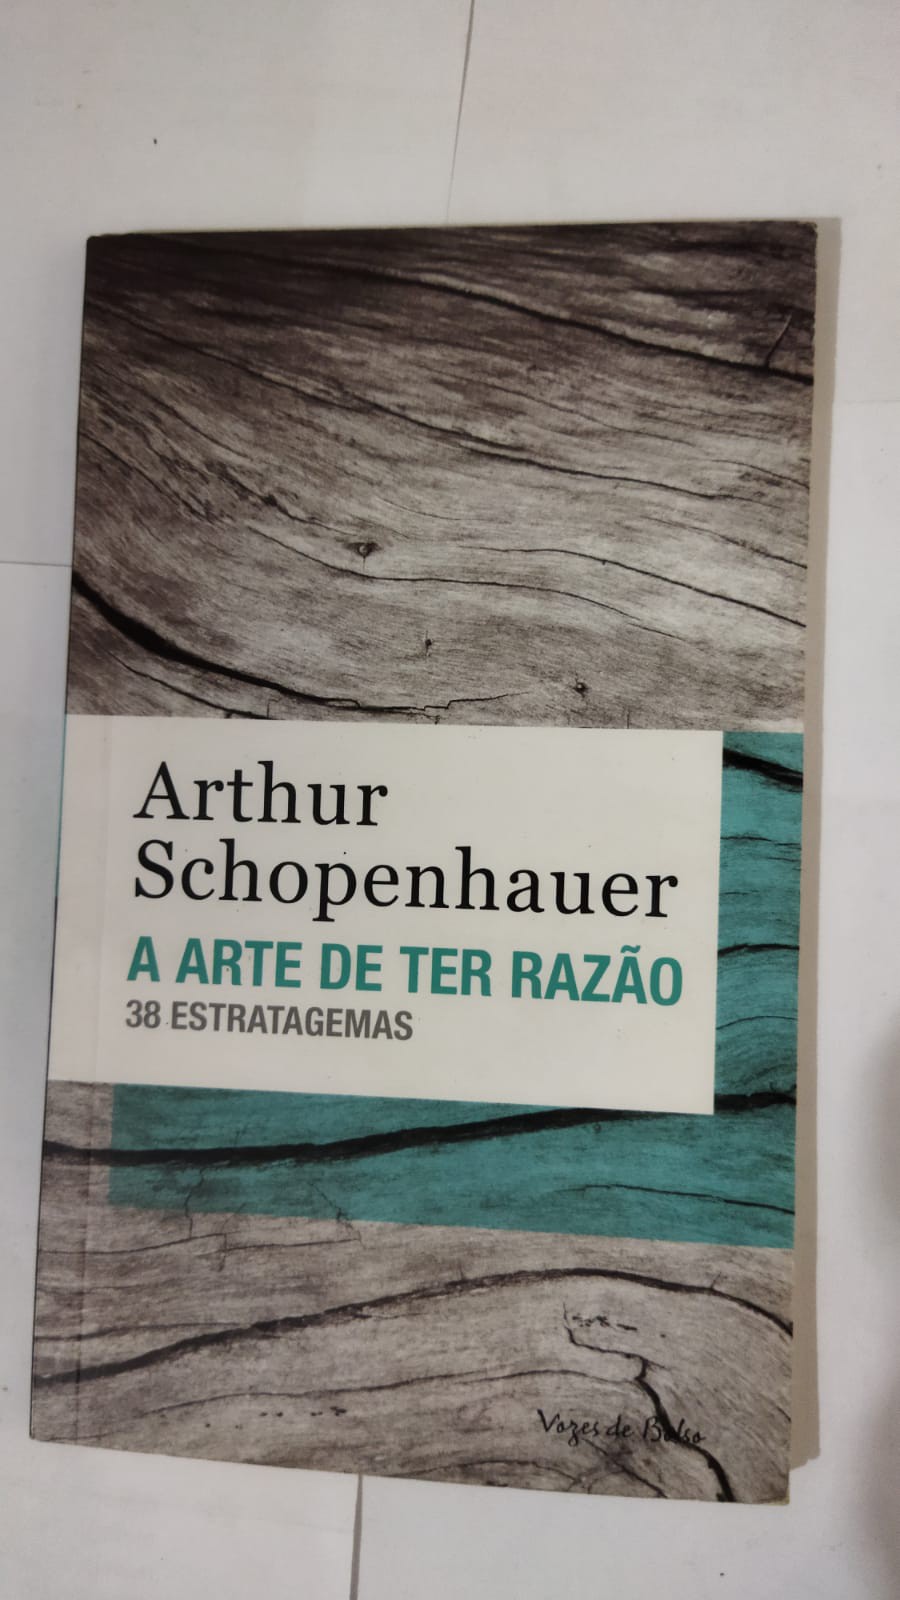 Arthur
Schopenhauer
A ARTE DE TER RAZÃO
38 ESTRATAGEMAS
Vozes de Bolso